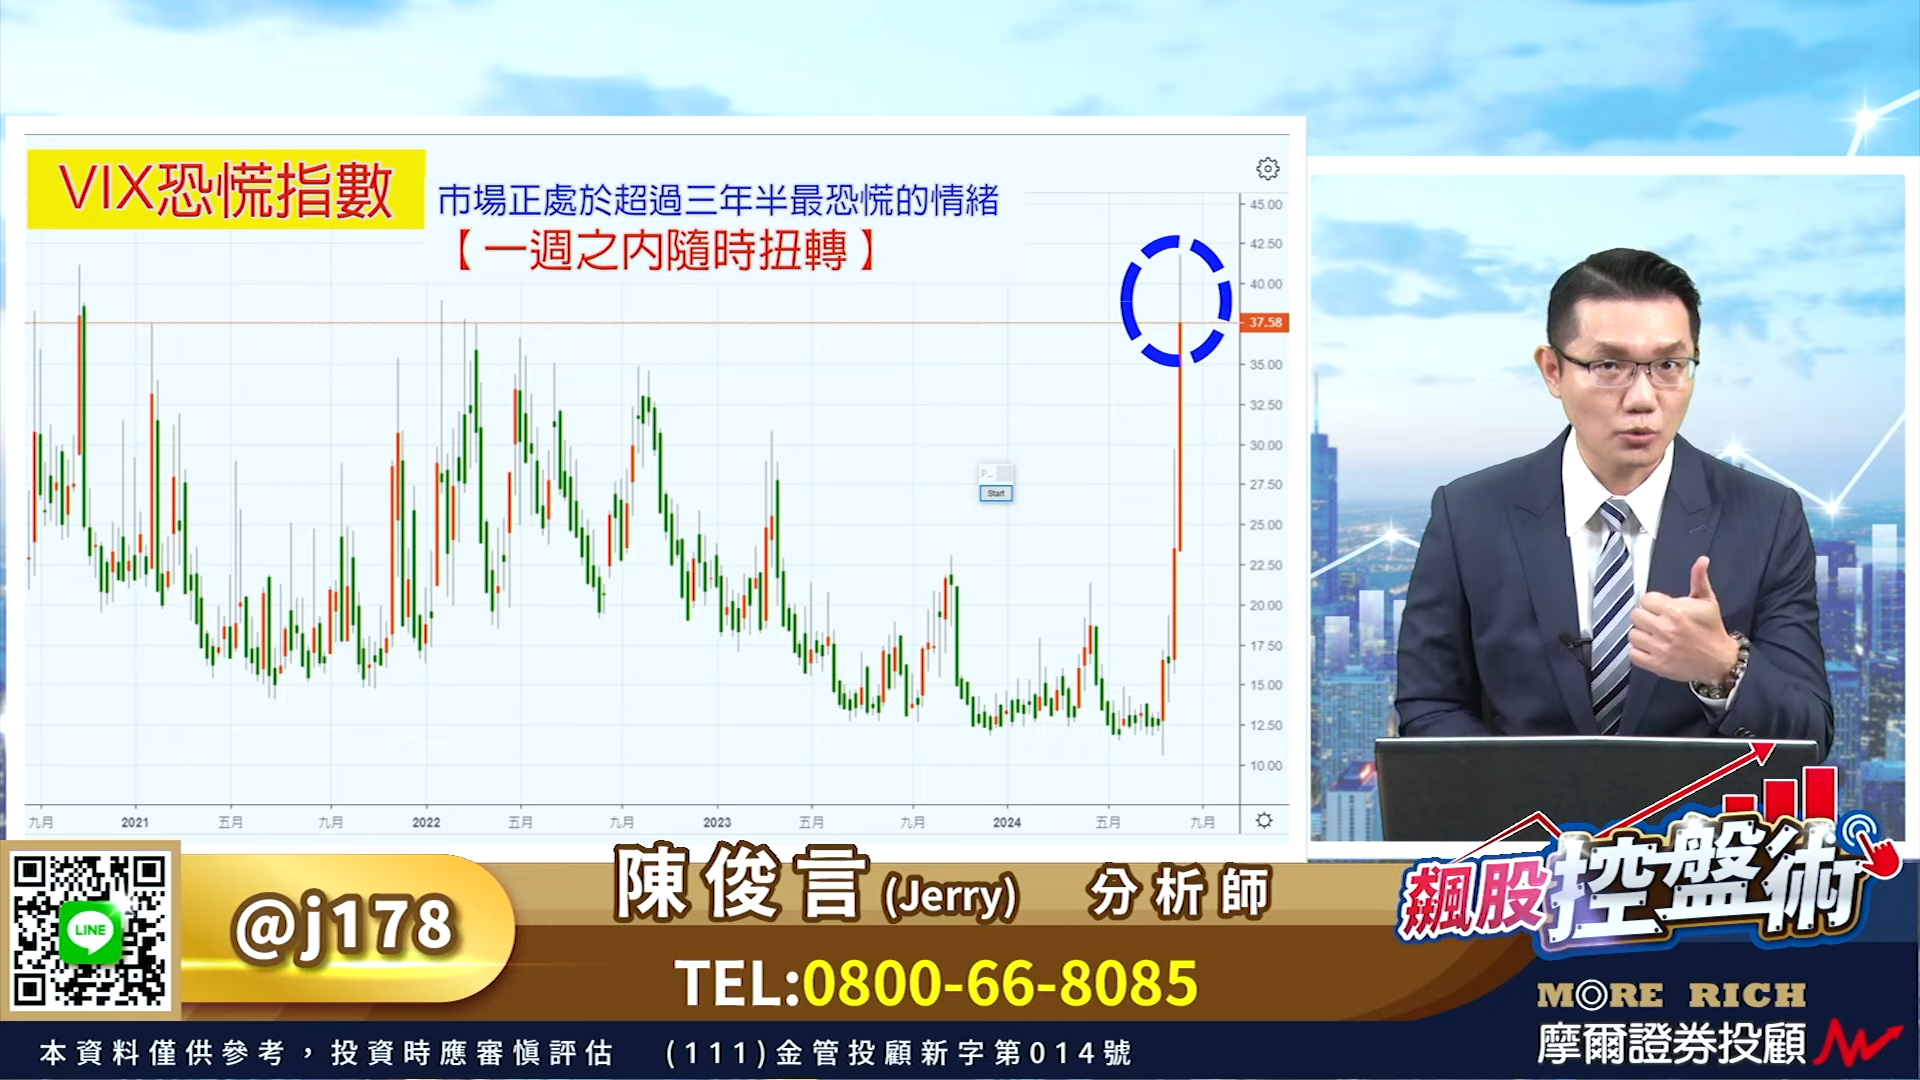 VIX恐慌指數
市場正處於超過三年半最恐慌的情緒
【一週之內隨時扭轉】
45.00
42.50
40.00
37.58
35.00
32.50
30.00
27.50
25.00
22.50
20.00
17.50
15.00
12.50
10.00
P...
Start
九月 2021 五月 九月 2022 五月 九月 2023 五月 九月 2024 五月 九月
LINE
@j178
陳俊言(Jerry) 分析師
TEL:0800-66-8085
飆股控盤術
MORE RICH
摩爾證券投顧
本資料僅供參考，投資時應審慎評估 (111)金管投顧新字第014號